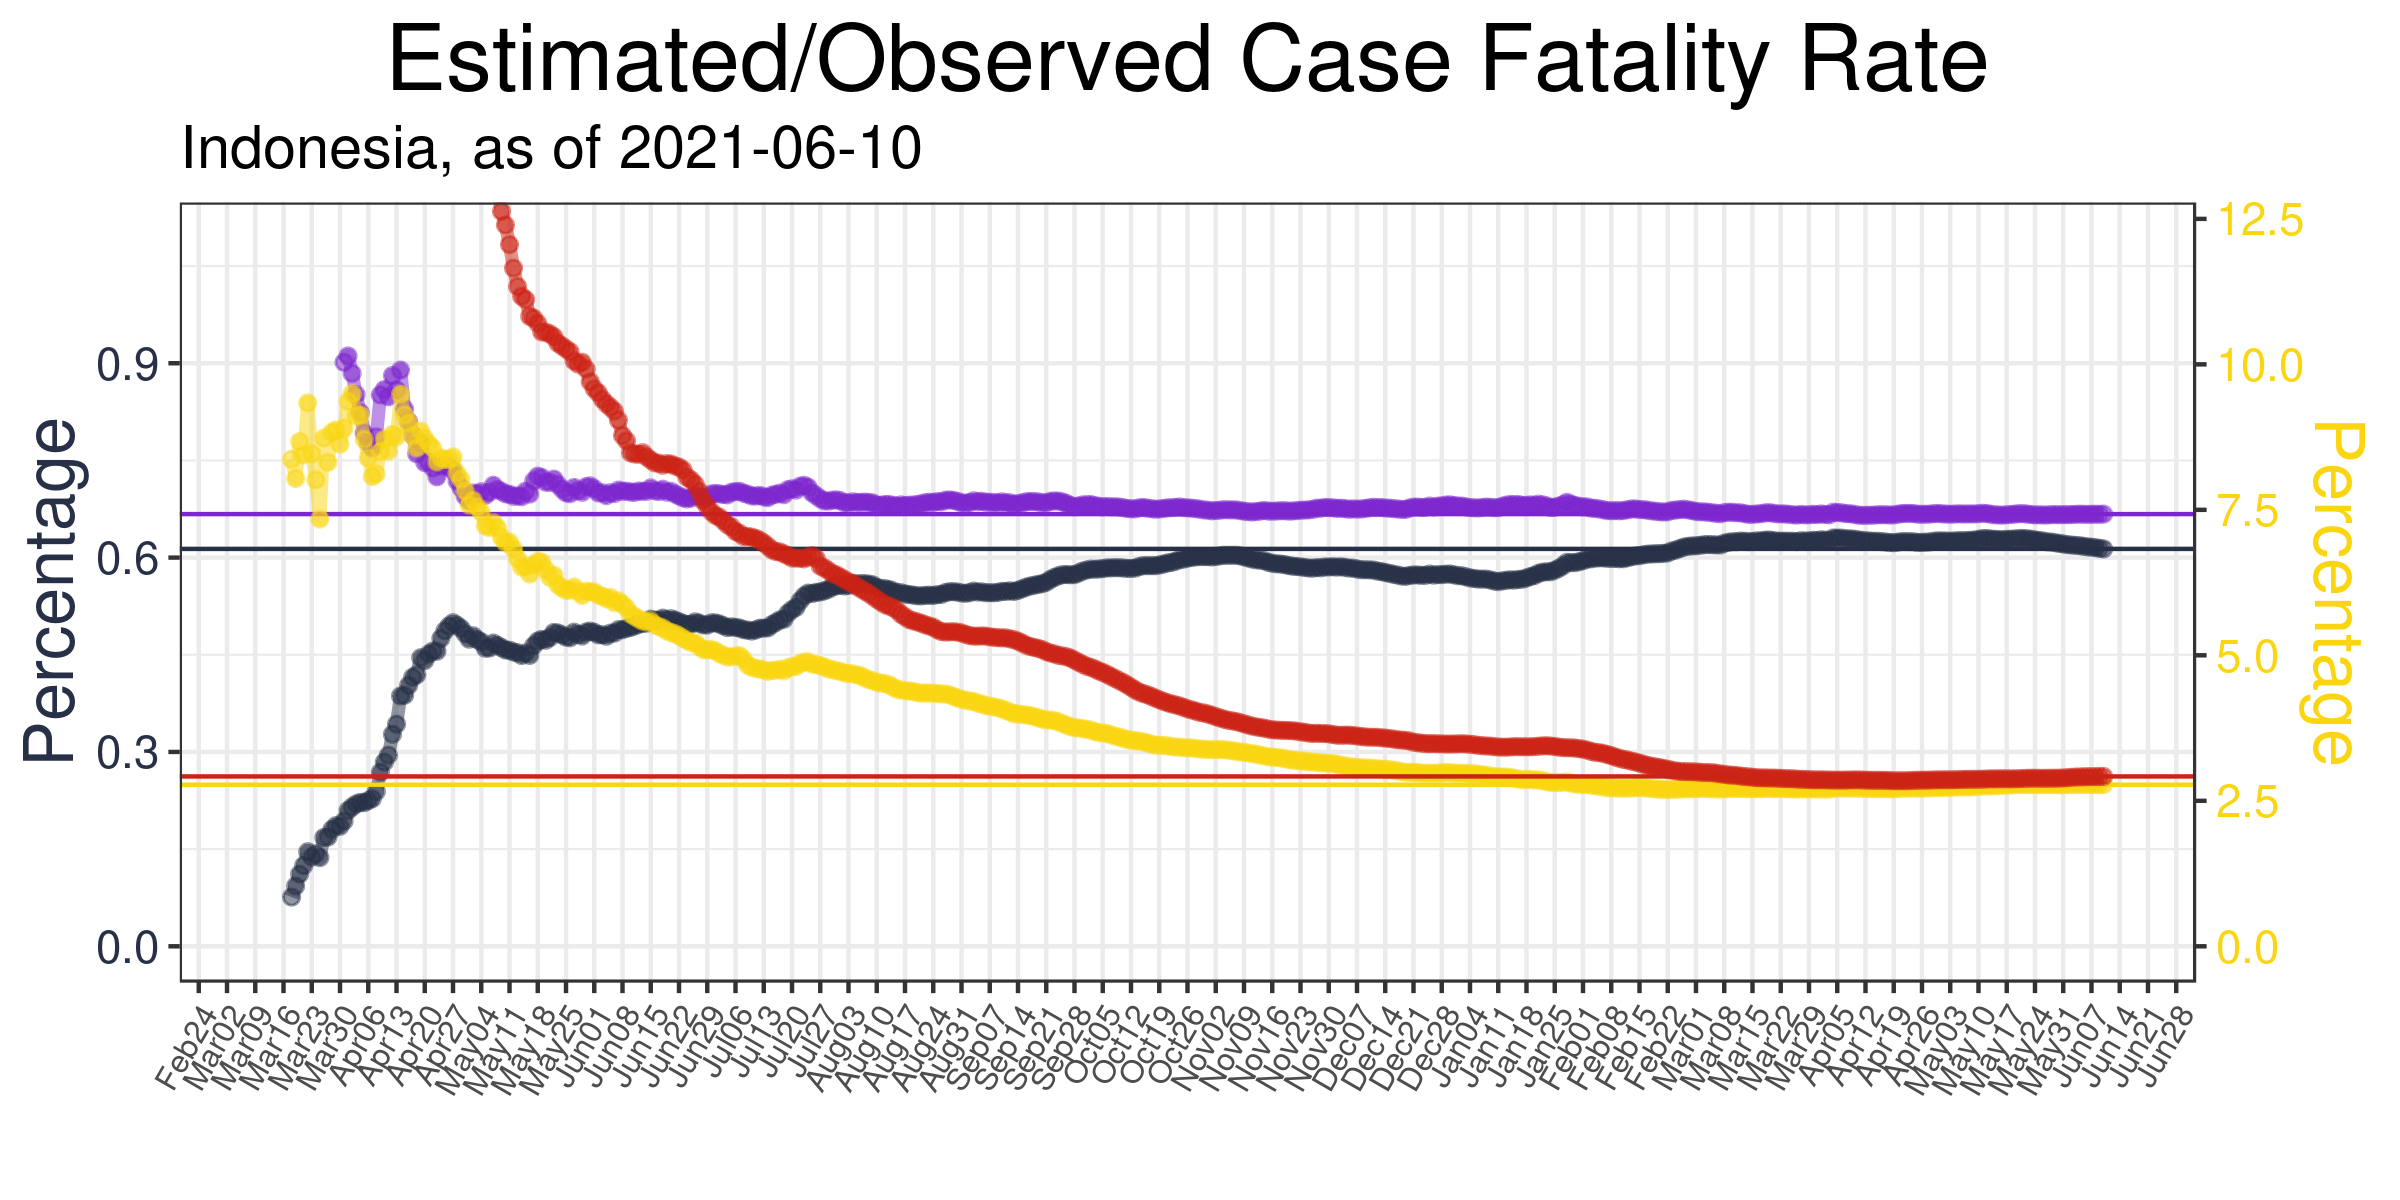 Estimated/Observed Case Fatality Rate
Indonesia, as of 2021-06-10
Percentage
0.9
0.6
0.3
0.0
12.5
10.0
7.5
5.0
2.5
0.0
Percentage
Feb24
Mar02
Mar09
Mar16
Mar23
Mar30
Apr06
Apr13
Apr20
Apr27
May04
May11
May18
May25
Jun01
Jun08
Jun15
Jun22
Jun29
Jul06
Jul13
Jul20
Jul27
Aug03
Aug10
Aug17
Aug24
Aug31
Sep07
Sep14
Sep21
Sep28
Oct05
Oct12
Oct19
Oct26
Nov02
Nov09
Nov16
Nov23
Nov30
Dec07
Dec14
Dec21
Dec28
Jan04
Jan11
Jan18
Jan25
Feb01
Feb08
Feb15
Feb22
Mar01
Mar08
Mar15
Mar22
Mar29
Apr05
Apr12
Apr19
Apr26
May03
May10
May17
May24
May31
Jun07
Jun14
Jun21
Jun28